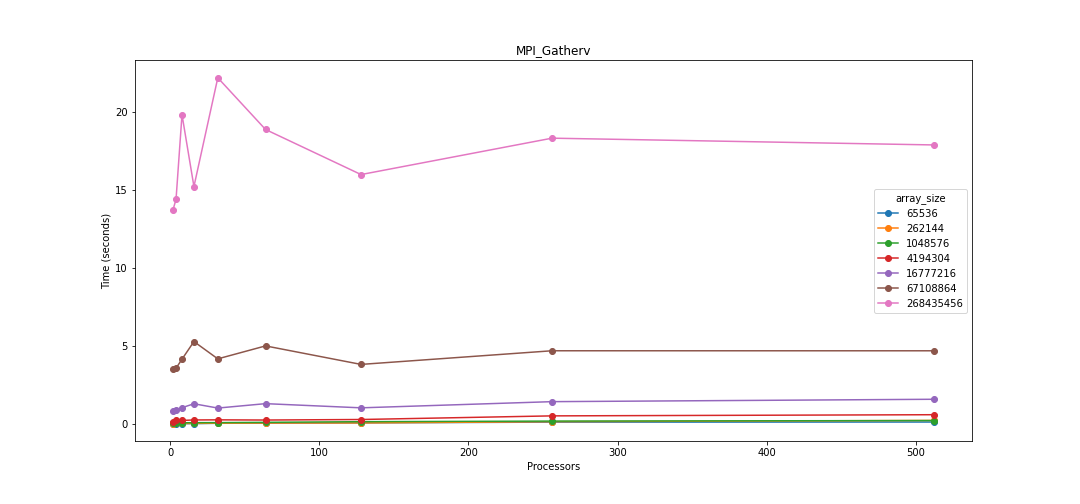 MPI_Gatherv
Time (seconds)
20
15
10
5
0
0 100 200 300 400 500
Processors
array_size
65536
262144
1048576
4194304
16777216
67108864
268435456